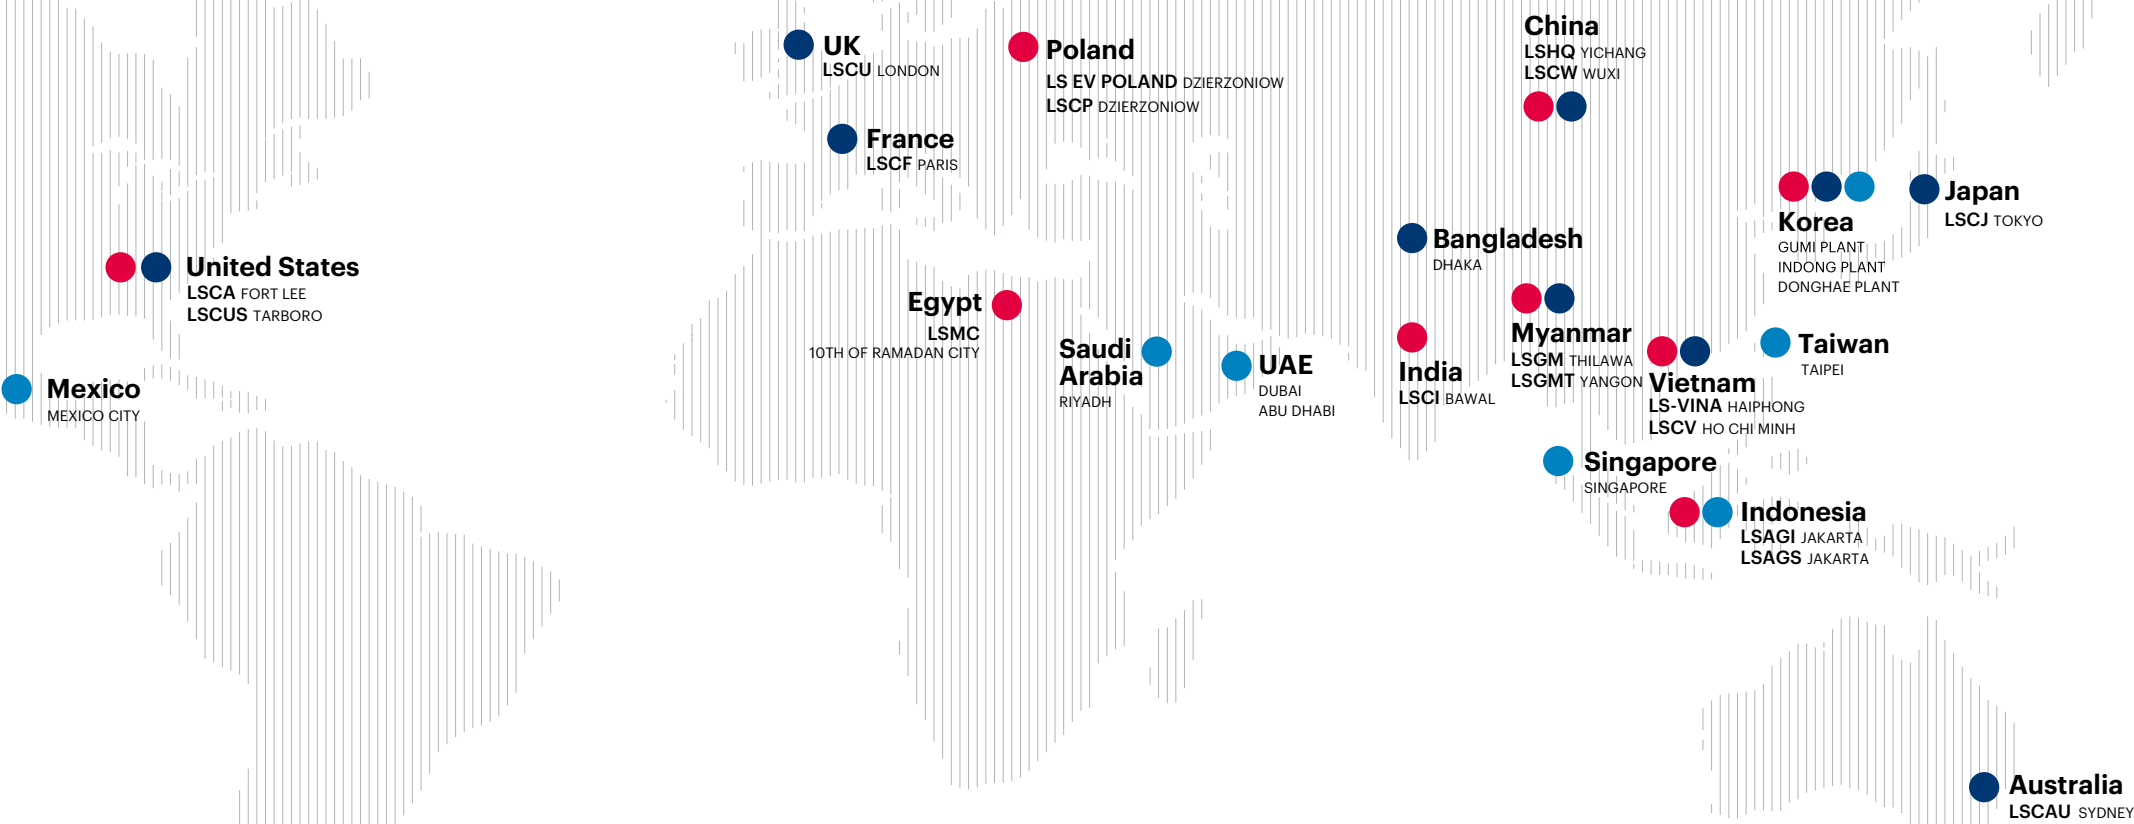 UK
LSCU LONDON
Poland
LS EV POLAND DZIERZONIOW
LSCP DZIERZONIOW
China
LSHQ YICHANG
LSCW WUXI
France
LSCF PARIS
Korea
GUMI PLANT
INDONG PLANT
DONGHAE PLANT
Japan
LSCJ TOKYO
United States
LSCA FORT LEE
LSCUS TARBORO
Bangladesh
DHAKA
Egypt
LSMC
10TH OF RAMADAN CITY
Saudi
Arabia
RIYADH
UAE
DUBAI
ABU DHABI
India
LSCI BAWAL
Myanmar
LSGM THILAWA
LSGMT YANGON
Vietnam
LS-VINA HAIPHONG
LSCV HO CHI MINH
Taiwan
TAIPEI
Mexico
MEXICO CITY
Singapore
SINGAPORE
Indonesia
LSAGI JAKARTA
LSAGS JAKARTA
Australia
LSCAU SYDNEY